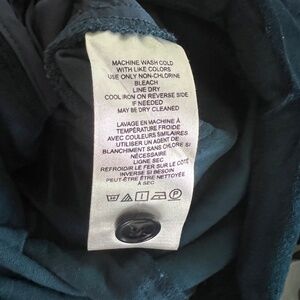 MACHINE WASH COLD
WITH LIKE COLORS
USE ONLY NON-CHLORINE
BLEACH
LINE DRY
COOL IRON ON REVERSE SIDE
IF NEEDED
MAY BE DRY CLEANED
LAVAGE EN MACHINE À
TEMPÉRATURE FROIDE
AVEC COULEURS SIMILAIRES
UTILISER UN AGENT DE
BLANCHIMENT SANS CHLORE SI
NÉCESSAIRE
LIGNE SEC
REFROIDIR LE FER SUR LE CÔTÉ
INVERSE SI BESOIN
PEUT-ÊTRE ÊTRE NETTOYÉE
À SEC